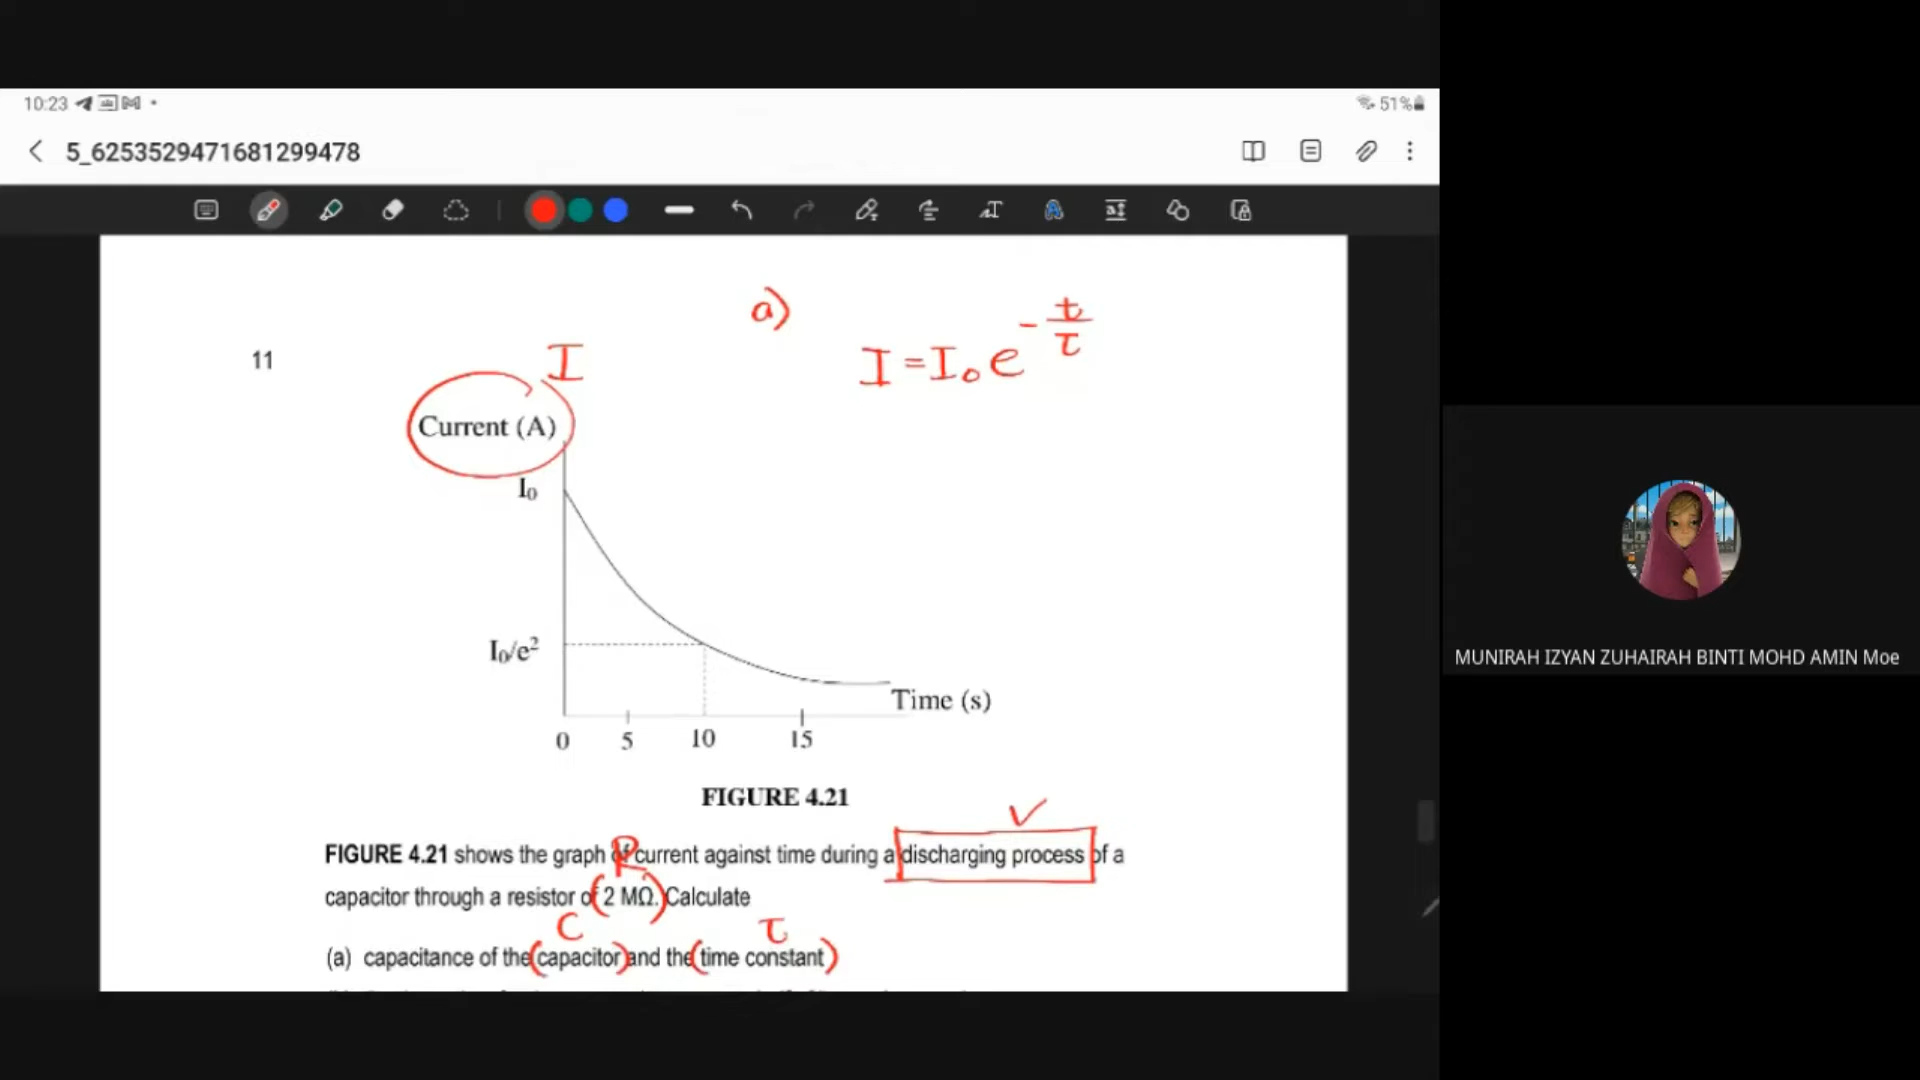 10:23
51%
5_6253529471681299478
a)
I = I₀ e^(-t/τ)
11
I
Current (A)
I₀
I₀/e²
Time (s)
0 5 10 15
FIGURE 4.21
FIGURE 4.21 shows the graph of current against time during a discharging process of a
R
capacitor through a resistor of 2 MΩ. Calculate
C τ
(a) capacitance of the capacitor and the time constant
MUNIRAH IZYAN ZUHAIRAH BINTI MOHD AMIN Moe